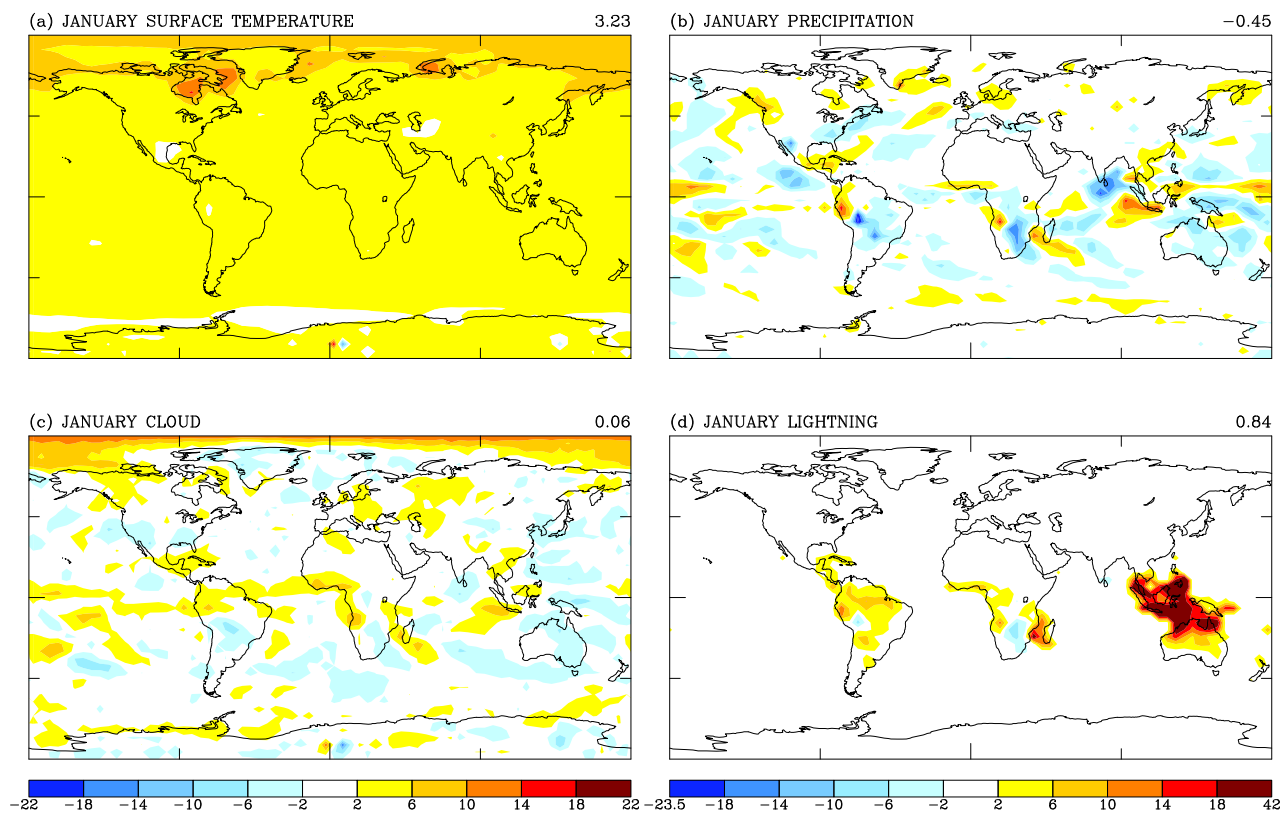 (a) JANUARY SURFACE TEMPERATURE 3.23
(b) JANUARY PRECIPITATION −0.45
(c) JANUARY CLOUD 0.06
(d) JANUARY LIGHTNING 0.84
−22 −18 −14 −10 −6 −2 2 6 10 14 18 22
−23.5 −18 −14 −10 −6 −2 2 6 10 14 18 42